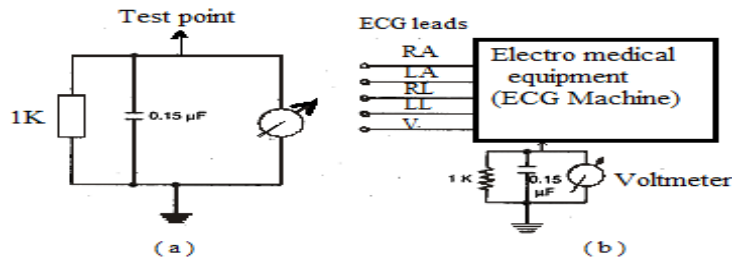 Test point
1K
0.15 µF
( a )
ECG leads
RA
LA
RL
LL
V.
Electro medical
equipment
(ECG Machine)
1 K
0.15
µF
Voltmeter
( b )